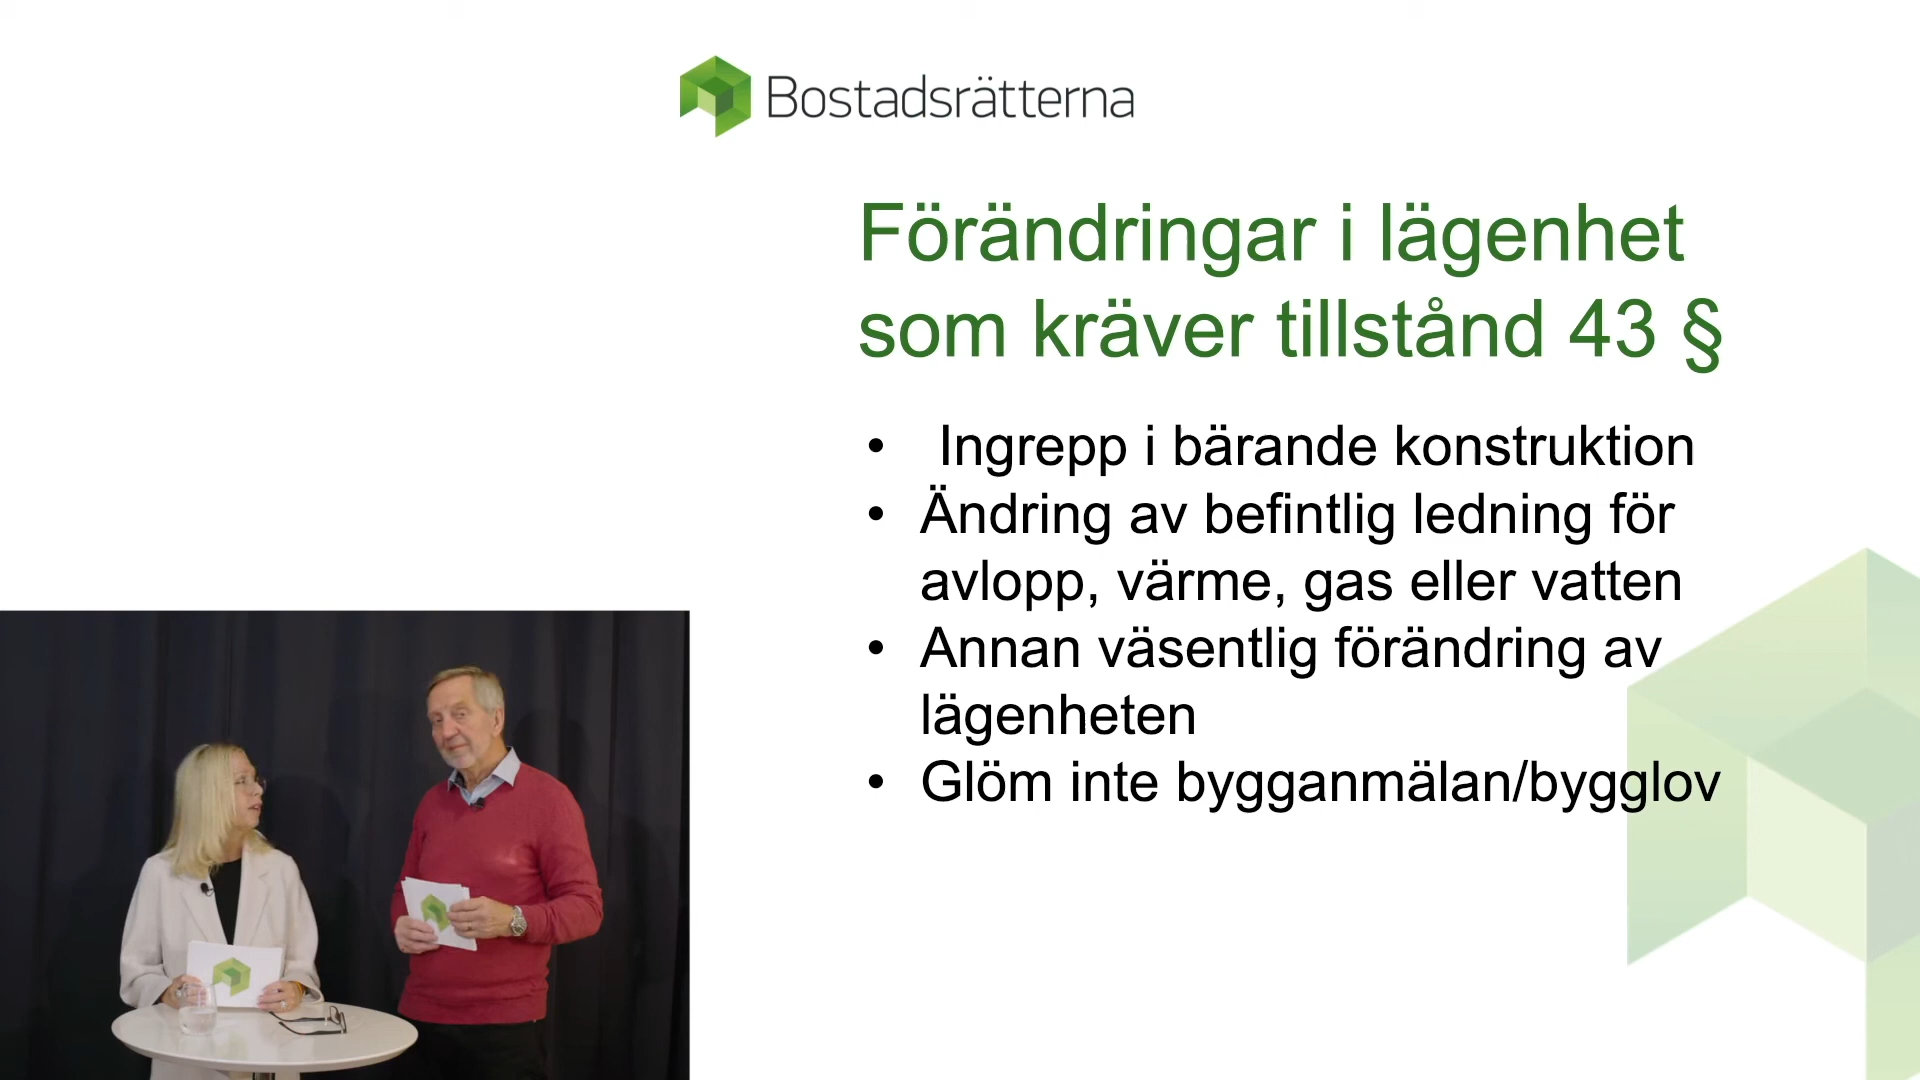 Bostadsrätterna
Förändringar i lägenhet
som kräver tillstånd 43 §
• Ingrepp i bärande konstruktion
• Ändring av befintlig ledning för
avlopp, värme, gas eller vatten
• Annan väsentlig förändring av
lägenheten
• Glöm inte bygganmälan/bygglov